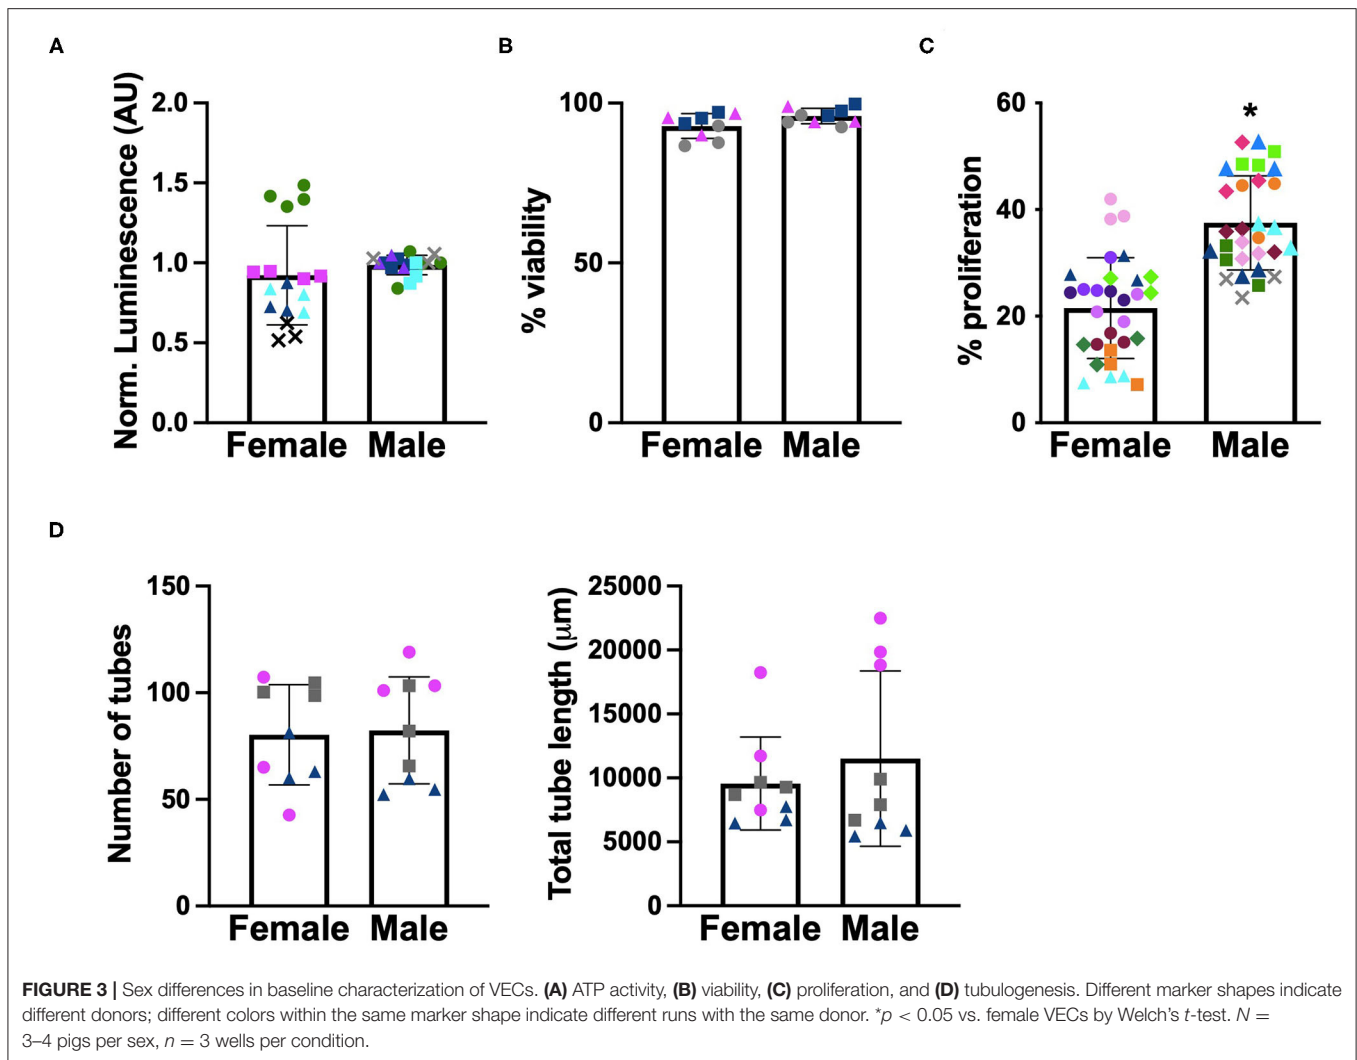 A
B
C
Norm. Luminescence (AU)
2.0
1.5
1.0
0.5
0.0
Female Male
% viability
100
50
0
Female Male
% proliferation
60
40
20
0
*
Female Male
D
Number of tubes
150
100
50
0
Female Male
Total tube length (μm)
25000
20000
15000
10000
5000
0
Female Male
FIGURE 3 | Sex differences in baseline characterization of VECs. (A) ATP activity, (B) viability, (C) proliferation, and (D) tubulogenesis. Different marker shapes indicate
different donors; different colors within the same marker shape indicate different runs with the same donor. *p < 0.05 vs. female VECs by Welch's t-test. N =
3–4 pigs per sex, n = 3 wells per condition.